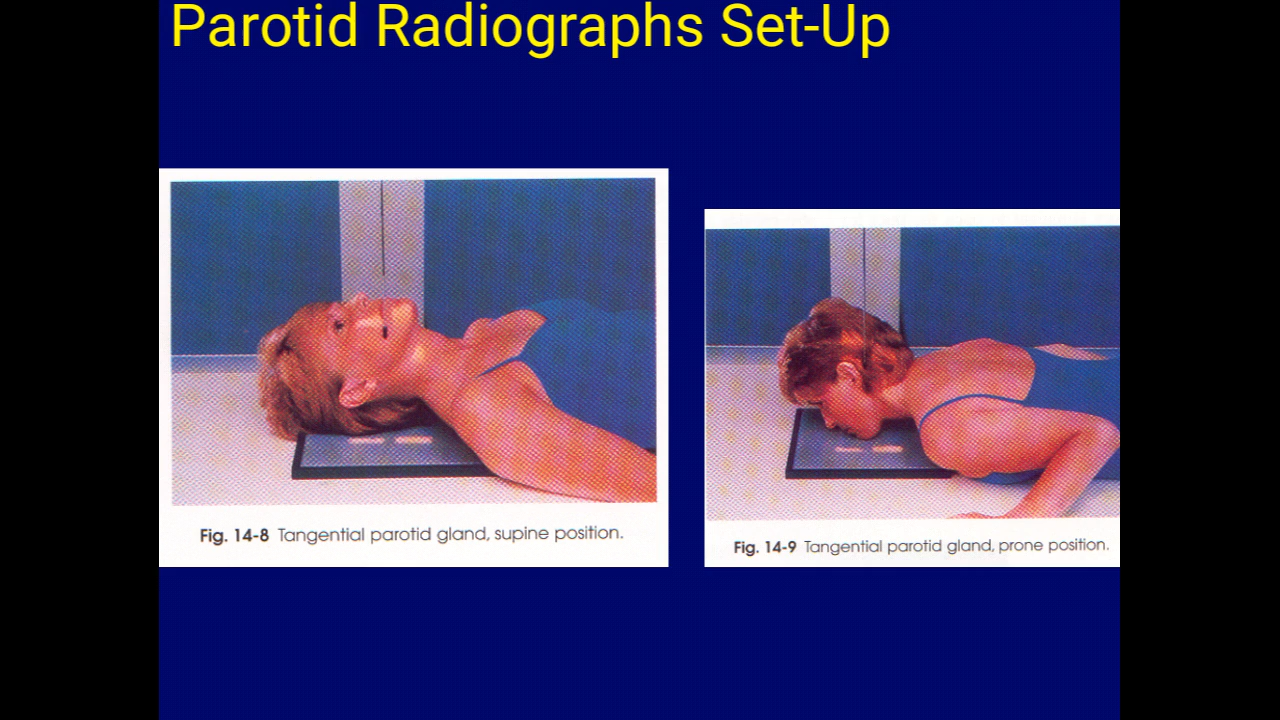 Parotid Radiographs Set-Up
Fig. 14-8 Tangential parotid gland, supine position.
Fig. 14-9 Tangential parotid gland, prone position.